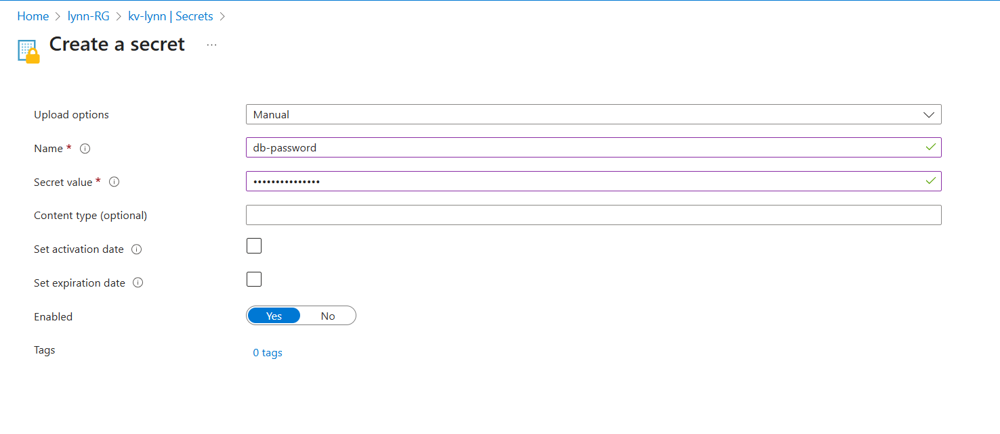 Home > lynn-RG > kv-lynn | Secrets >
Create a secret ...
Upload options Manual
Name * db-password
Secret value * •••••••••••••••
Content type (optional)
Set activation date
Set expiration date
Enabled Yes No
Tags 0 tags